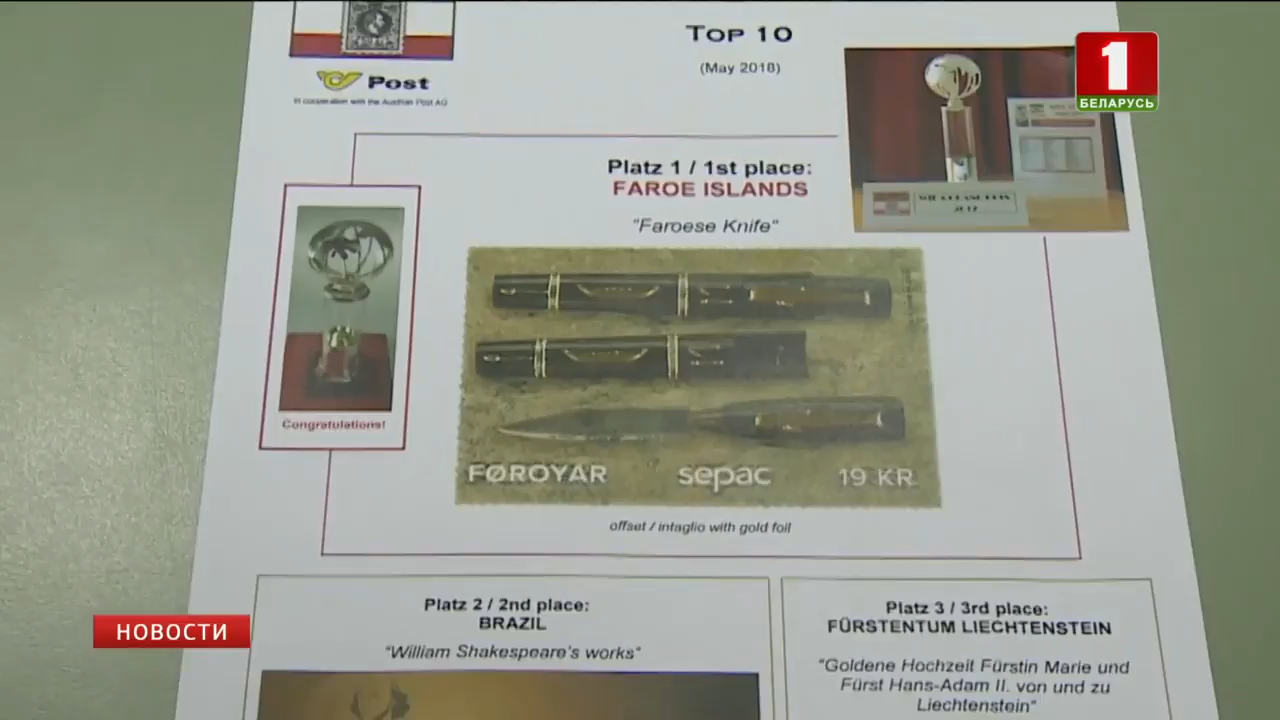 Top 10
(May 2018)
Post
In cooperation with the Austrian Post AG
1
БЕЛАРУСЬ
Platz 1 / 1st place:
FAROE ISLANDS
"Faroese Knife"
Congratulations!
FØROYAR sepac 19 KR
offset / intaglio with gold foil
Platz 2 / 2nd place:
BRAZIL
"William Shakespeare's works"
Platz 3 / 3rd place:
FÜRSTENTUM LIECHTENSTEIN
"Goldene Hochzeit Fürstin Marie und
Fürst Hans-Adam II. von und zu
Liechtenstein"
НОВОСТИ